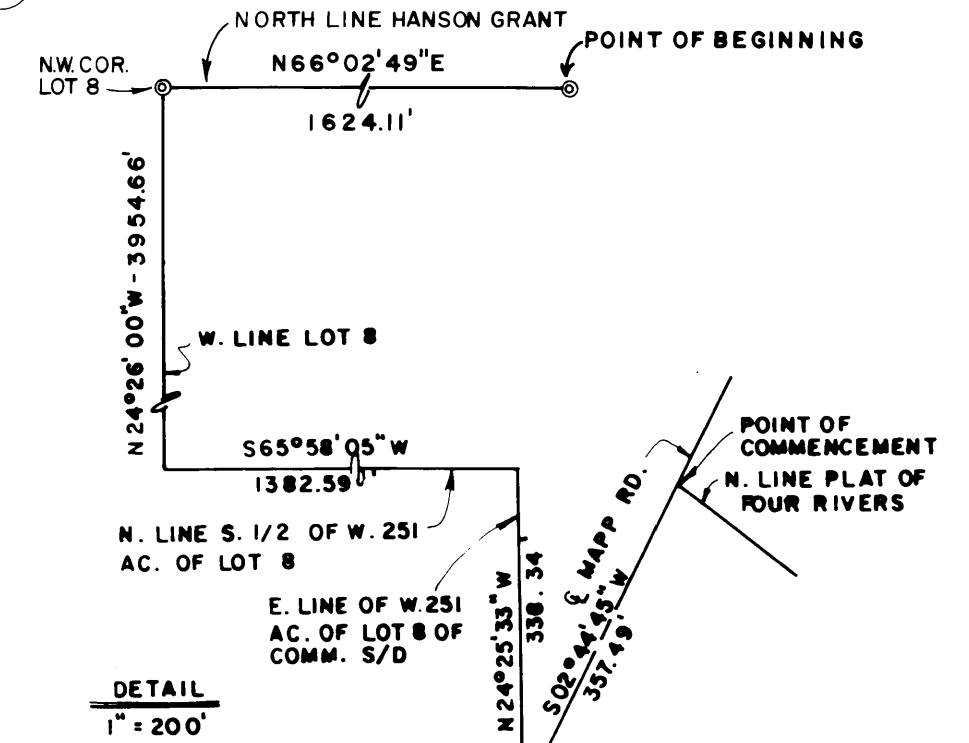 NORTH LINE HANSON GRANT
POINT OF BEGINNING
N66°02'49"E
N.W. COR.
LOT 8
1624.11'
N24°26'00"W - 3954.66'
W. LINE LOT 8
S65°58'05"W
1382.59'
POINT OF
COMMENCEMENT
N. LINE PLAT OF
FOUR RIVERS
℄ MAPP RD.
N. LINE S. 1/2 OF W. 251
AC. OF LOT 8
E. LINE OF W. 251
AC. OF LOT 8 OF
COMM. S/D
N24°25'33"W
338.34
S02°44'45"W
357.49'
DETAIL
1" = 200'